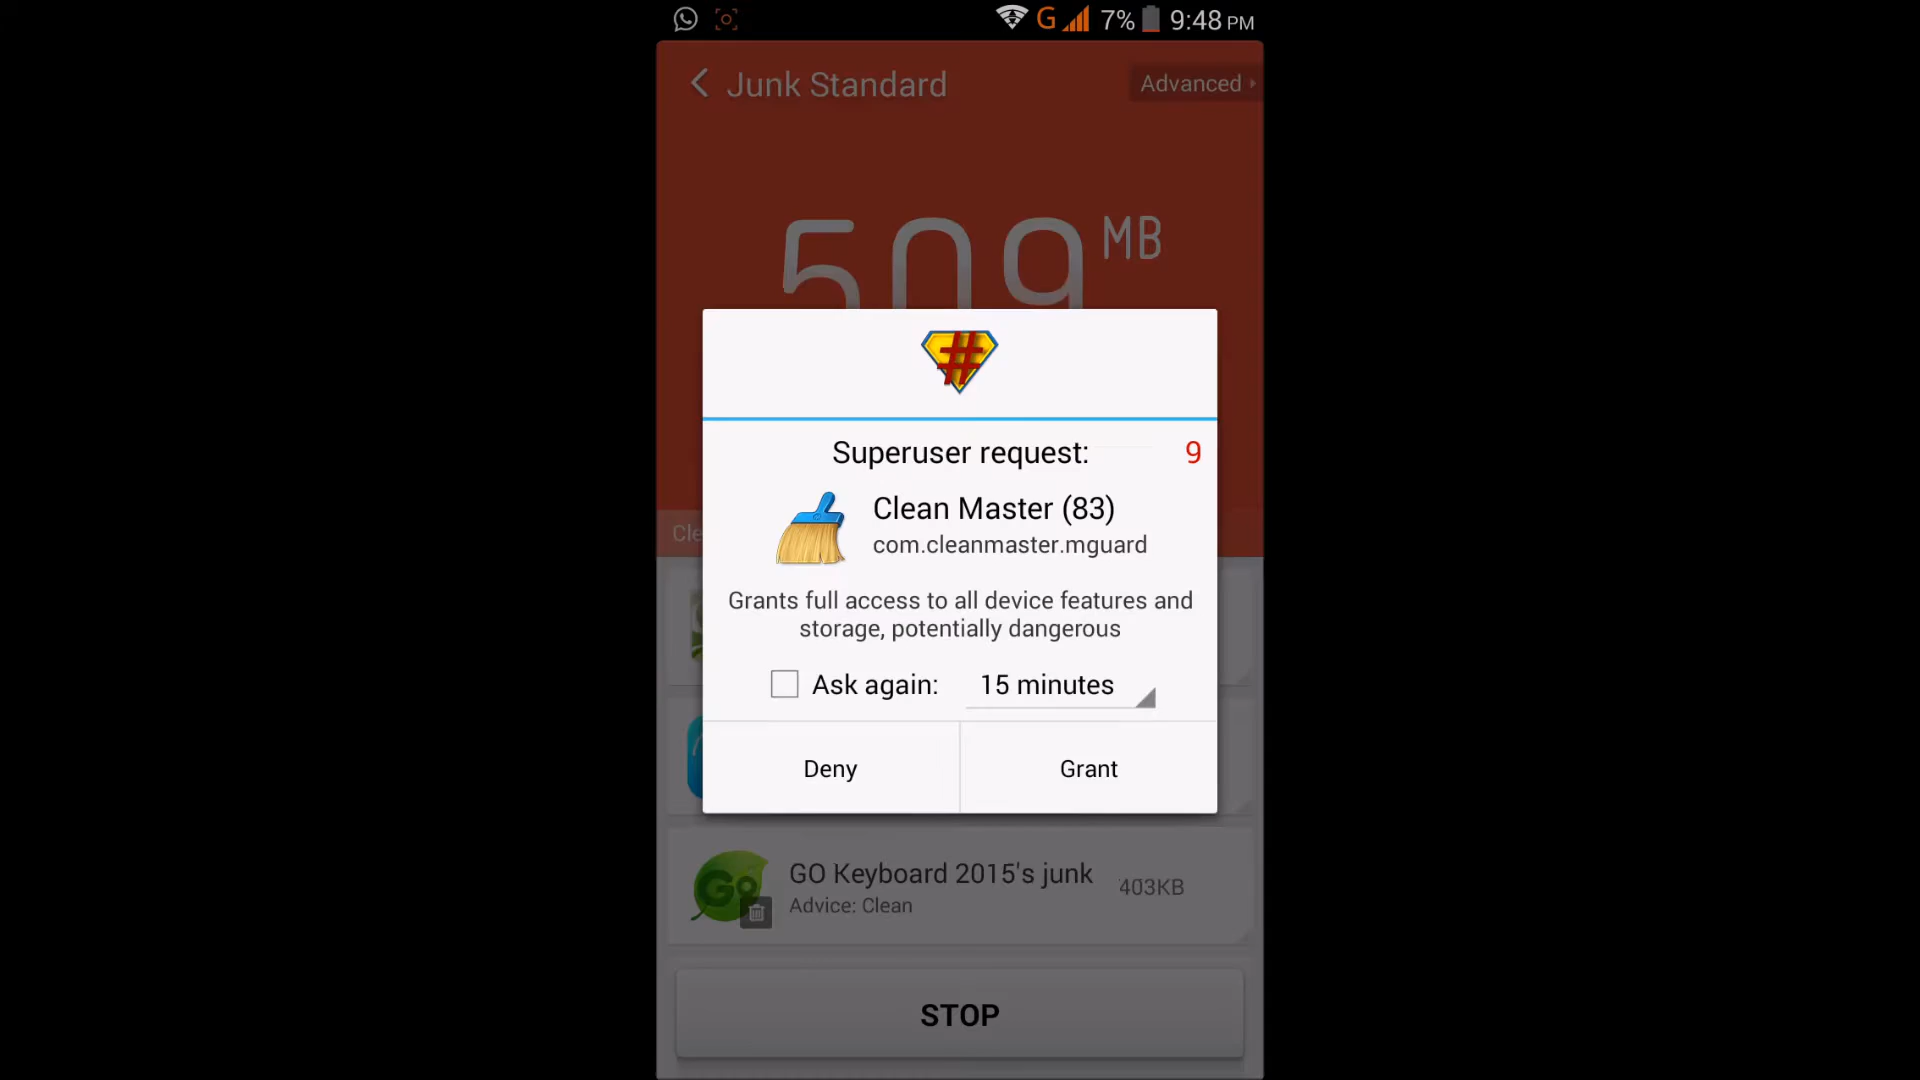 G 7% 9:48 PM
Junk Standard
Advanced
509 MB
#
Superuser request: 9
Clean Master (83)
com.cleanmaster.mguard
Grants full access to all device features and
storage, potentially dangerous
Ask again: 15 minutes
Deny Grant
GO Keyboard 2015's junk 403KB
Advice: Clean
GO
STOP